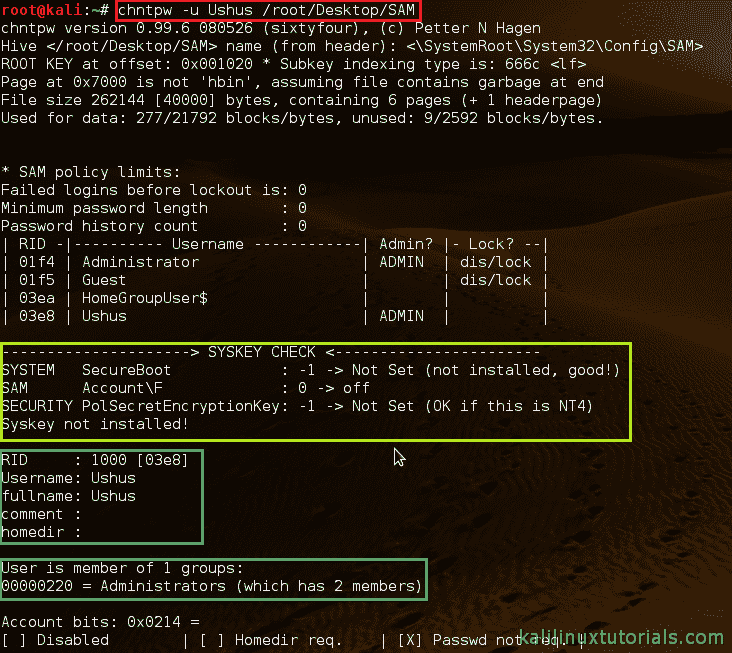 root@kali:~# chntpw -u Ushus /root/Desktop/SAM
chntpw version 0.99.6 080526 (sixtyfour), (c) Petter N Hagen
Hive </root/Desktop/SAM> name (from header): <\SystemRoot\System32\Config\SAM>
ROOT KEY at offset: 0x001020 * Subkey indexing type is: 666c <lf>
Page at 0x7000 is not 'hbin', assuming file contains garbage at end
File size 262144 [40000] bytes, containing 6 pages (+ 1 headerpage)
Used for data: 277/21792 blocks/bytes, unused: 9/2592 blocks/bytes.
* SAM policy limits:
Failed logins before lockout is: 0
Minimum password length        : 0
Password history count         : 0
| RID -|---------- Username ------------| Admin? |- Lock? --|
| 01f4 | Administrator                  | ADMIN  | dis/lock |
| 01f5 | Guest                          |        | dis/lock |
| 03ea | HomeGroupUser$                 |        |          |
| 03e8 | Ushus                          | ADMIN  |          |
---------------------> SYSKEY CHECK <-----------------------
SYSTEM   SecureBoot            : -1 -> Not Set (not installed, good!)
SAM      Account\F             : 0 -> off
SECURITY PolSecretEncryptionKey: -1 -> Not Set (OK if this is NT4)
Syskey not installed!
RID     : 1000 [03e8]
Username: Ushus
fullname: Ushus
comment :
homedir :
User is member of 1 groups:
00000220 = Administrators (which has 2 members)
Account bits: 0x0214 =
[ ] Disabled        | [ ] Homedir req.    | [X] Passwd not req. |
kalilinuxtutorials.com